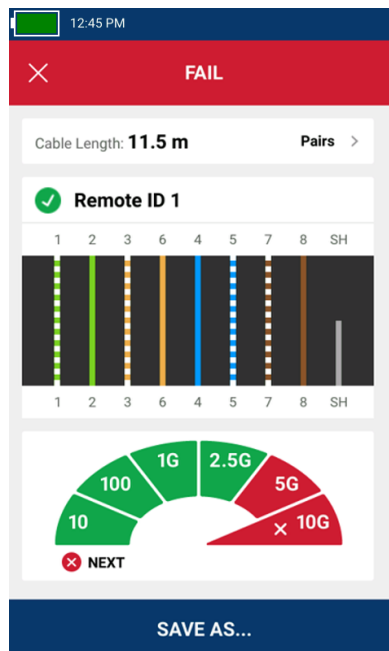 12:45 PM
FAIL
Cable Length: 11.5 m Pairs >
Remote ID 1
1 2 3 6 4 5 7 8 SH
1 2 3 6 4 5 7 8 SH
10 100 1G 2.5G 5G 10G
NEXT
SAVE AS...